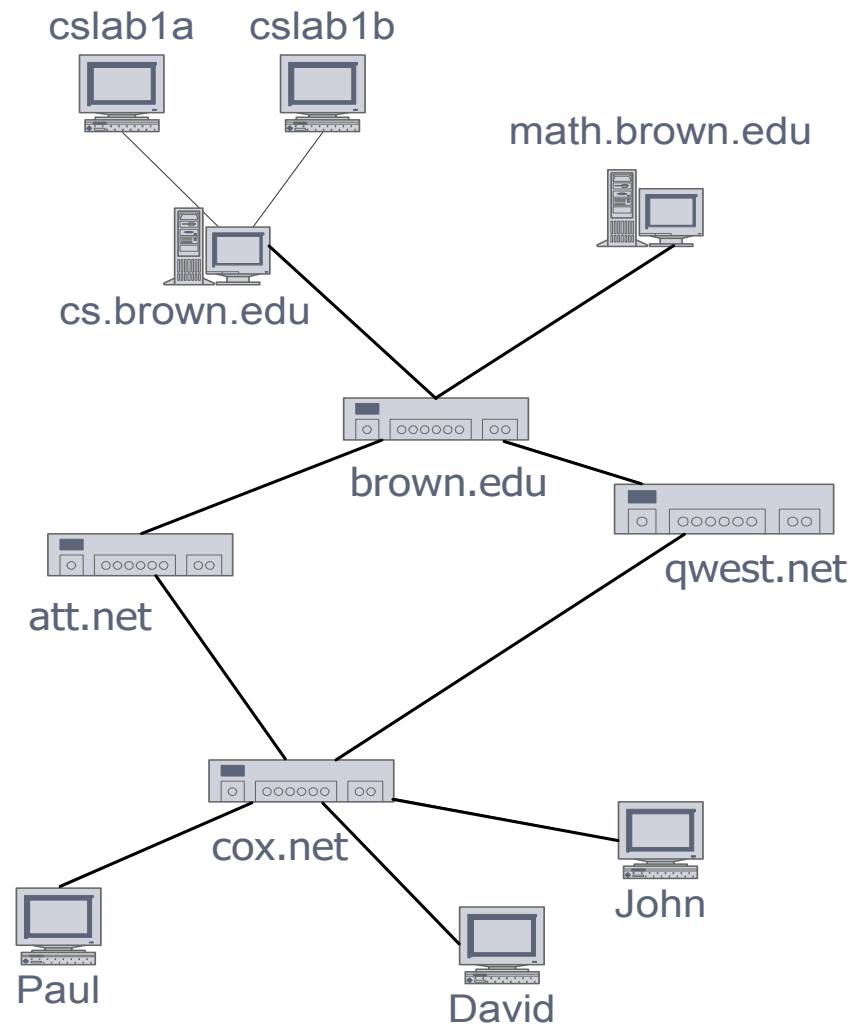 cslab1a
cslab1b
math.brown.edu
cs.brown.edu
brown.edu
qwest.net
att.net
cox.net
John
Paul
David